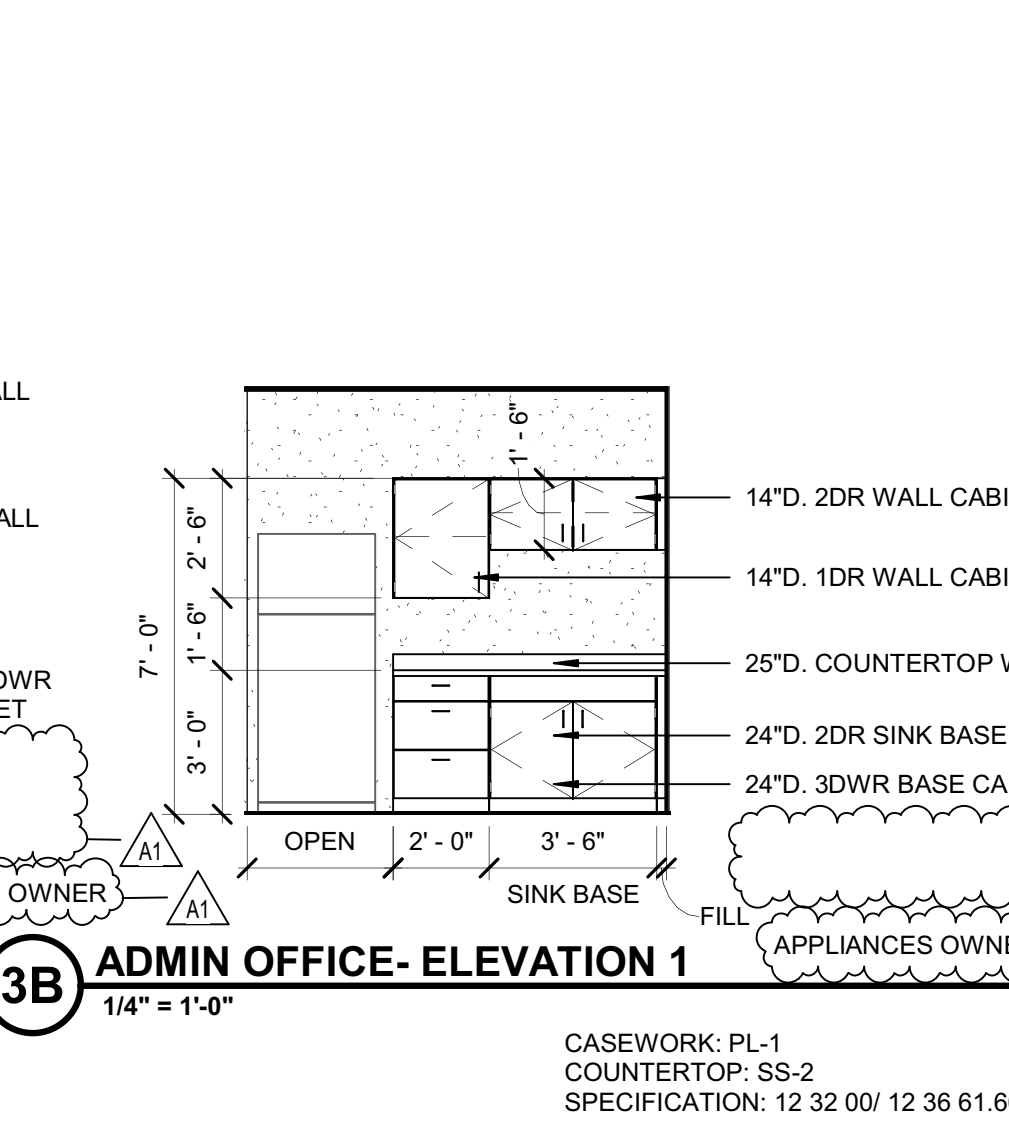 ALL
ALL
DWR
ET
1' - 6"
2' - 6"
1' - 6"
7' - 0"
3' - 0"
14"D. 2DR WALL CABI
14"D. 1DR WALL CABI
25"D. COUNTERTOP W
24"D. 2DR SINK BASE
24"D. 3DWR BASE CA
OPEN
2' - 0"
3' - 6"
SINK BASE
FILL
A1
OWNER
A1
APPLIANCES OWNE
3B
ADMIN OFFICE- ELEVATION 1
1/4" = 1'-0"
CASEWORK: PL-1
COUNTERTOP: SS-2
SPECIFICATION: 12 32 00/ 12 36 61.6